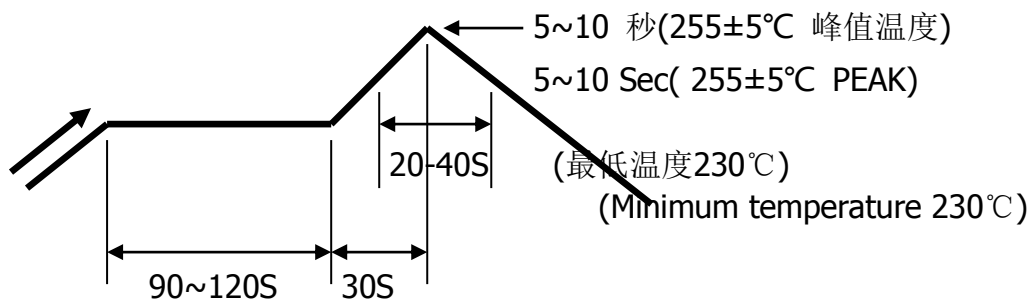 5~10 秒(255±5℃ 峰值温度)
5~10 Sec( 255±5℃ PEAK)
20-40S
(最低温度230℃)
(Minimum temperature 230℃)
90~120S
30S